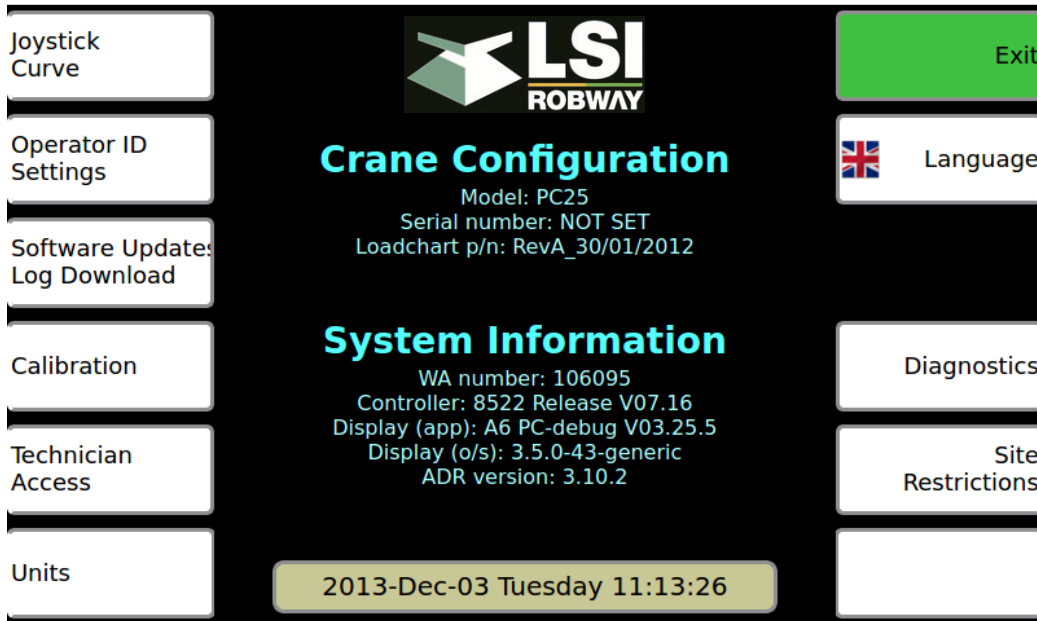 Joystick
Curve
Operator ID
Settings
Software Updates
Log Download
Calibration
Technician
Access
Units
LSI
ROBWAY
Crane Configuration
Model: PC25
Serial number: NOT SET
Loadchart p/n: RevA_30/01/2012
System Information
WA number: 106095
Controller: 8522 Release V07.16
Display (app): A6 PC-debug V03.25.5
Display (o/s): 3.5.0-43-generic
ADR version: 3.10.2
2013-Dec-03 Tuesday 11:13:26
Exit
Language
Diagnostics
Site
Restrictions